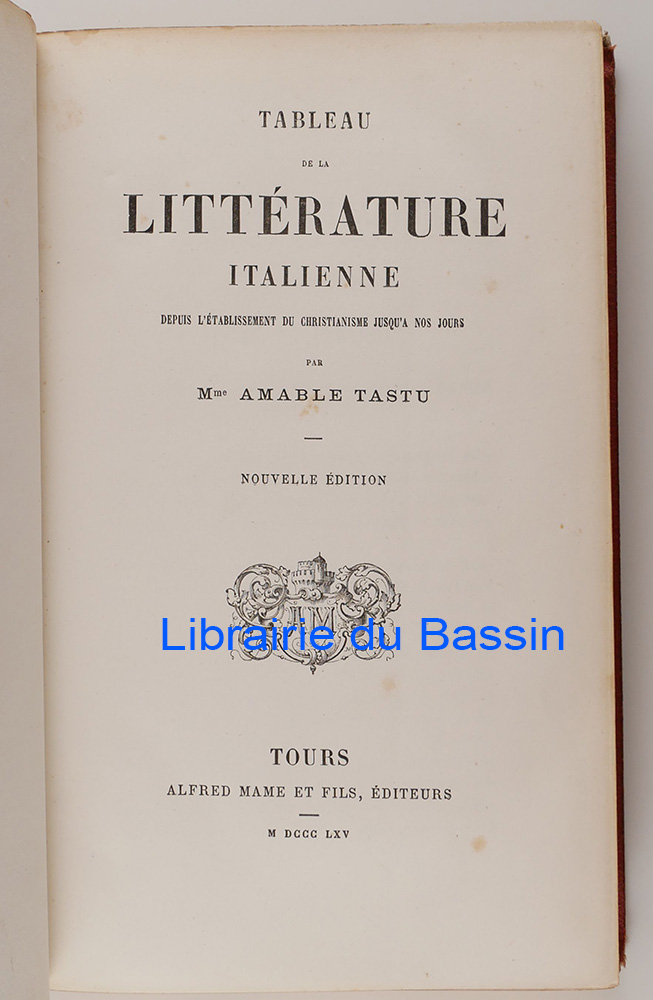 TABLEAU
DE LA
LITTÉRATURE
ITALIENNE
DEPUIS L'ÉTABLISSEMENT DU CHRISTIANISME JUSQU'A NOS JOURS
PAR
Mme AMABLE TASTU
NOUVELLE ÉDITION
AM
Librairie du Bassin
TOURS
ALFRED MAME ET FILS, ÉDITEURS
M DCCC LXV